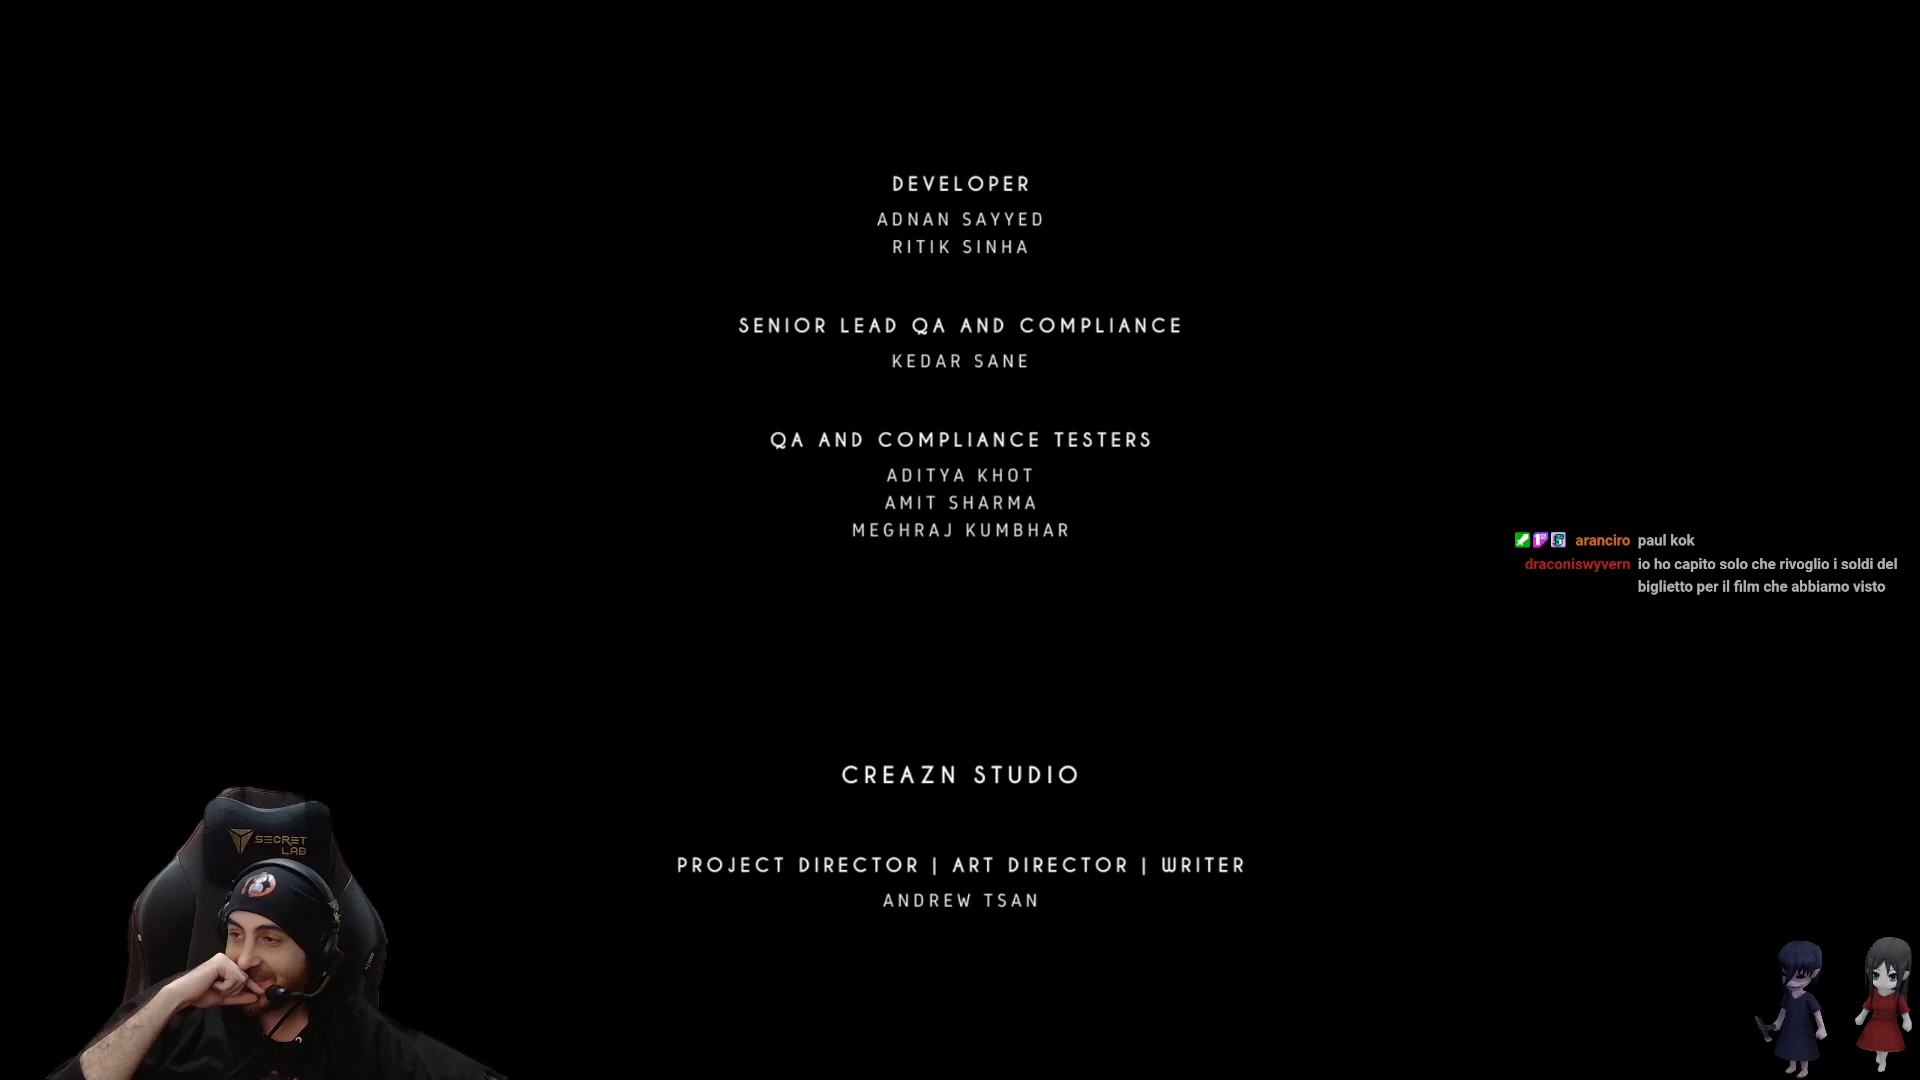 DEVELOPER
ADNAN SAYYED
RITIK SINHA
SENIOR LEAD QA AND COMPLIANCE
KEDAR SANE
QA AND COMPLIANCE TESTERS
ADITYA KHOT
AMIT SHARMA
MEGHRAJ KUMBHAR
aranciro paul kok
draconiswyvern io ho capito solo che rivoglio i soldi del
biglietto per il film che abbiamo visto
CREAZN STUDIO
PROJECT DIRECTOR | ART DIRECTOR | WRITER
ANDREW TSAN
SECRET
LAB